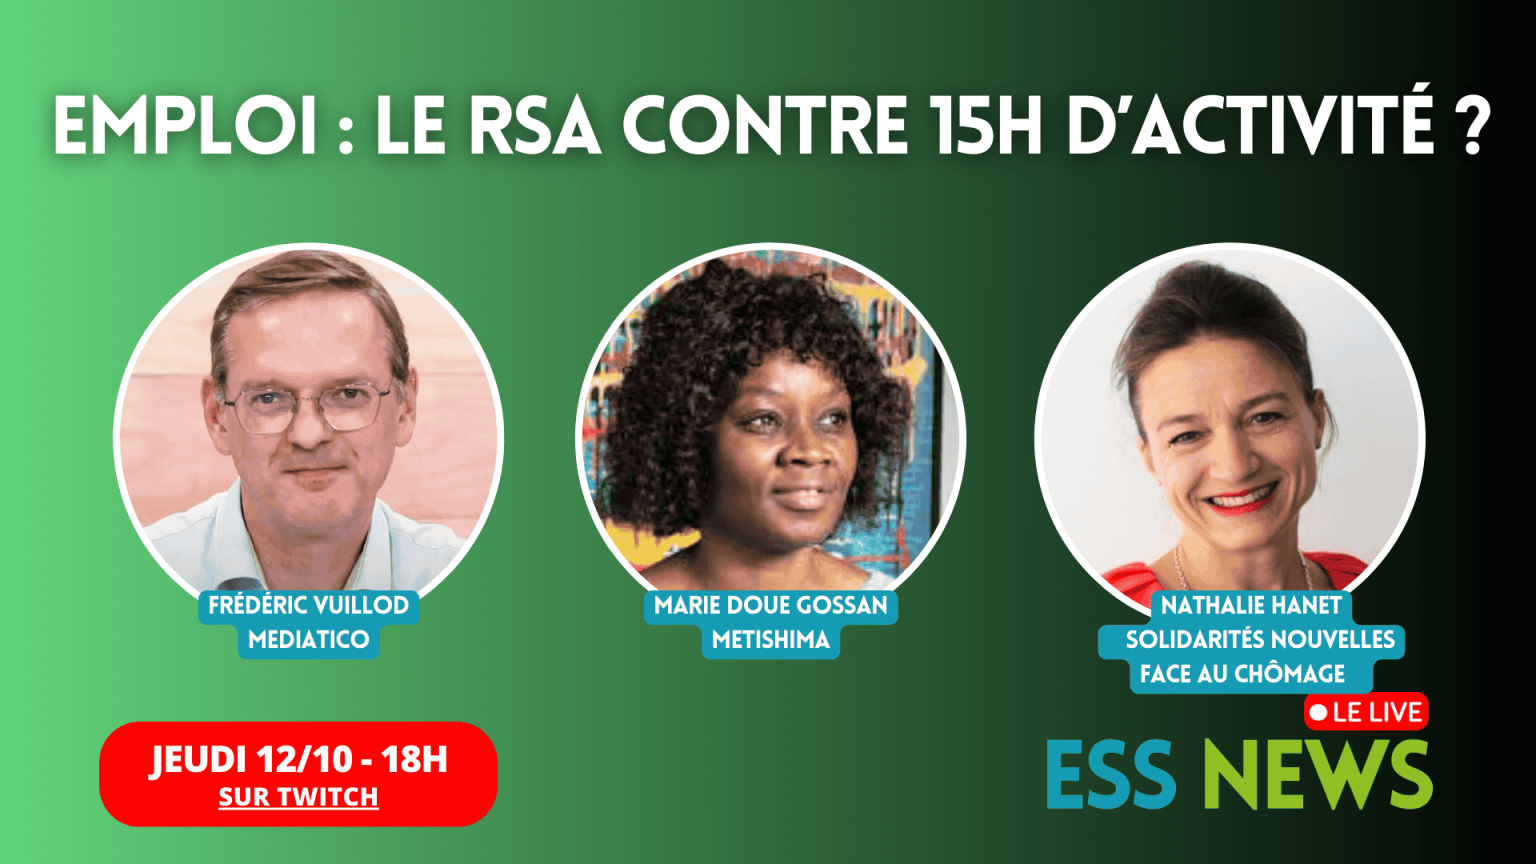 EMPLOI : LE RSA CONTRE 15H D’ACTIVITÉ ?
FRÉDÉRIC VUILLOD
MEDIATICO
MARIE DOUE GOSSAN
METISHIMA
NATHALIE HANET
SOLIDARITÉS NOUVELLES
FACE AU CHÔMAGE
JEUDI 12/10 - 18H
SUR TWITCH
LE LIVE
ESS NEWS